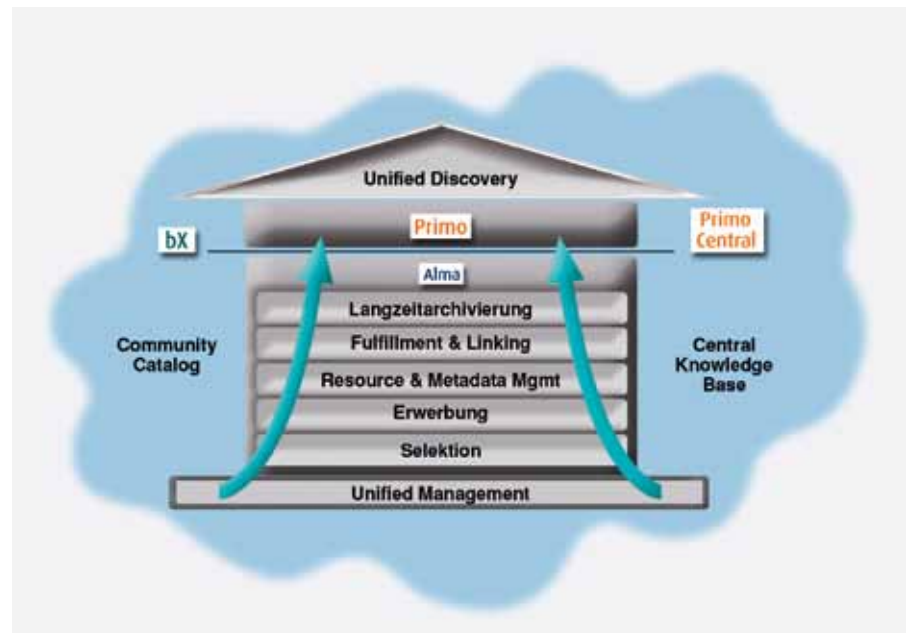 Unified Discovery
bX
Primo
Primo
Central
Alma
Langzeitarchivierung
Community
Catalog
Fulfillment & Linking
Central
Knowledge
Base
Resource & Metadata Mgmt
Erwerbung
Selektion
Unified Management